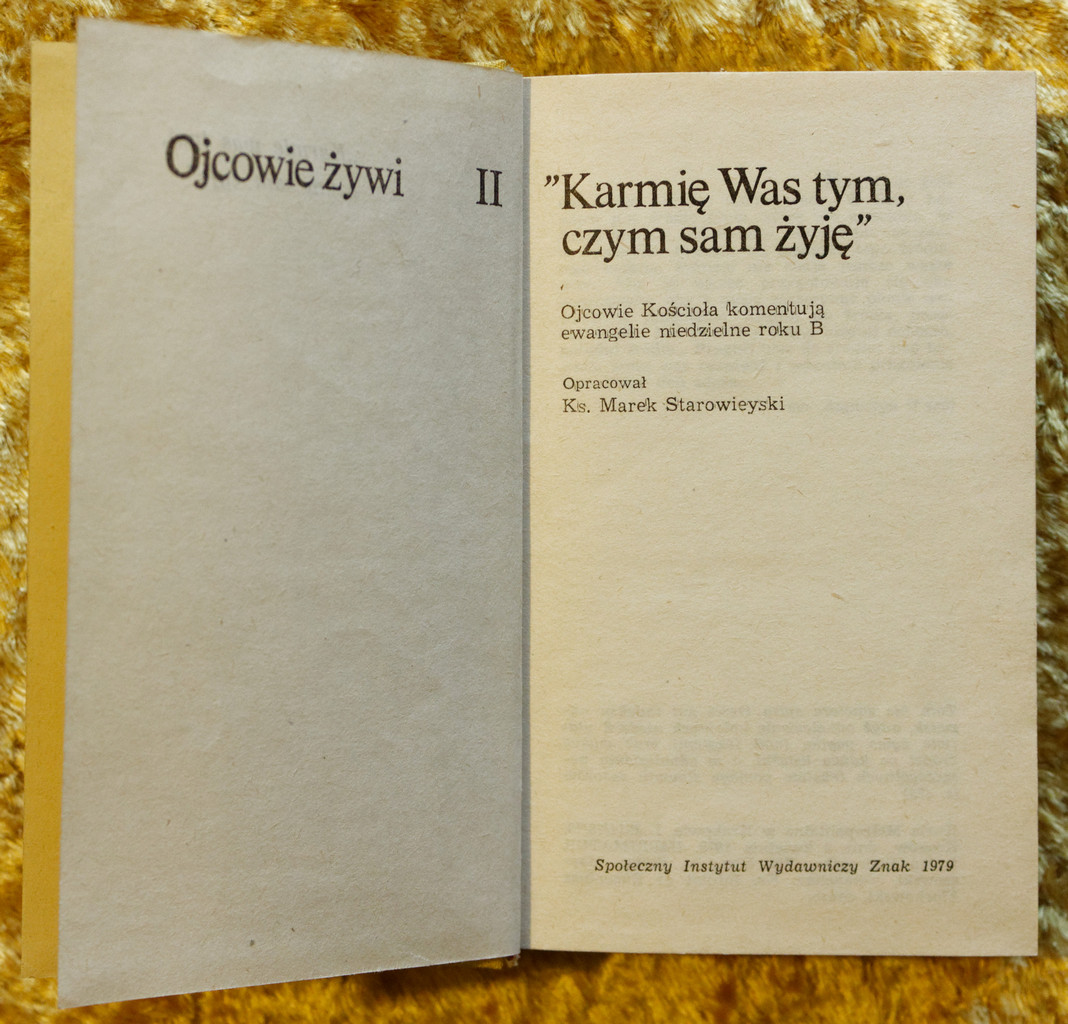 Ojcowie żywi II
"Karmię Was tym,
czym sam żyję"
Ojcowie Kościoła komentują
ewangelie niedzielne roku B
Opracował
Ks. Marek Starowieyski
Społeczny Instytut Wydawniczy Znak 1979